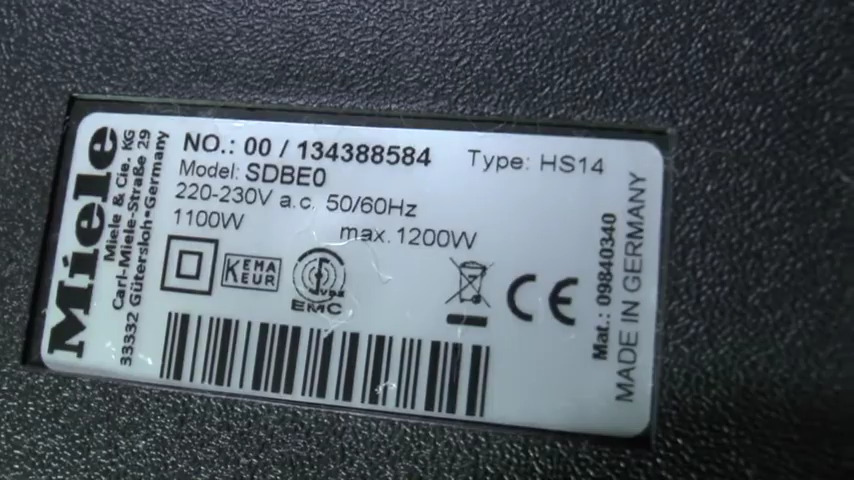 Miele
Miele & Cie. KG
Carl-Miele-Straße 29
33332 Gütersloh•Germany
NO.: 00 / 134388584
Type: HS14
Model: SDBE0
220-230V a.c. 50/60Hz
1100W max.1200W
KEMA
KEUR
VDE
EMC
CE
Mat.: 09840340
MADE IN GERMANY